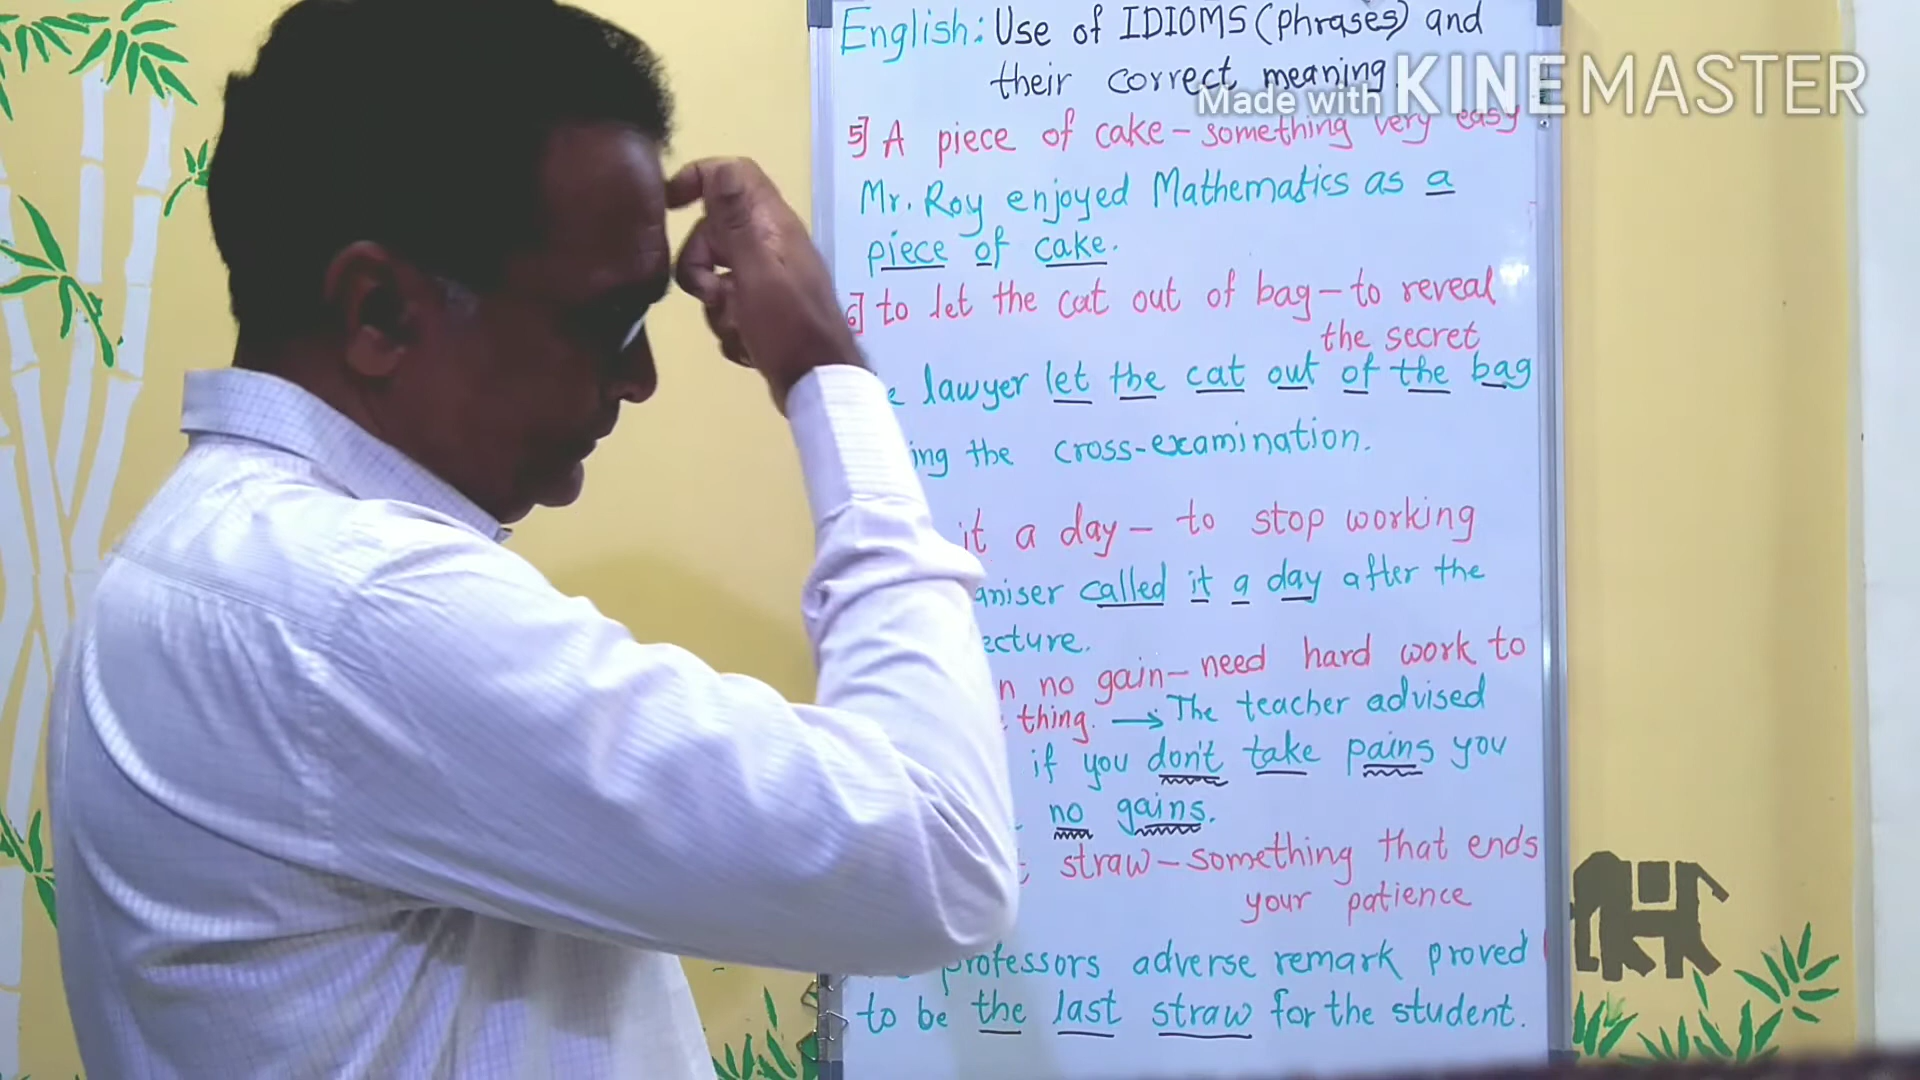 English: Use of IDIOMS (phrases) and
their correct meaning.
Made with KINEMASTER
5] A piece of cake - something very easy
Mr. Roy enjoyed Mathematics as a
piece of cake.
6] to let the cat out of bag - to reveal
the secret
lawyer let the cat out of the bag
ing the cross-examination.
it a day - to stop working
aniser called it a day after the
ecture.
n no gain - need hard work to
thing. → The teacher advised
if you don't take pains you
no gains.
straw - something that ends
your patience
professors adverse remark proved
to be the last straw for the student.